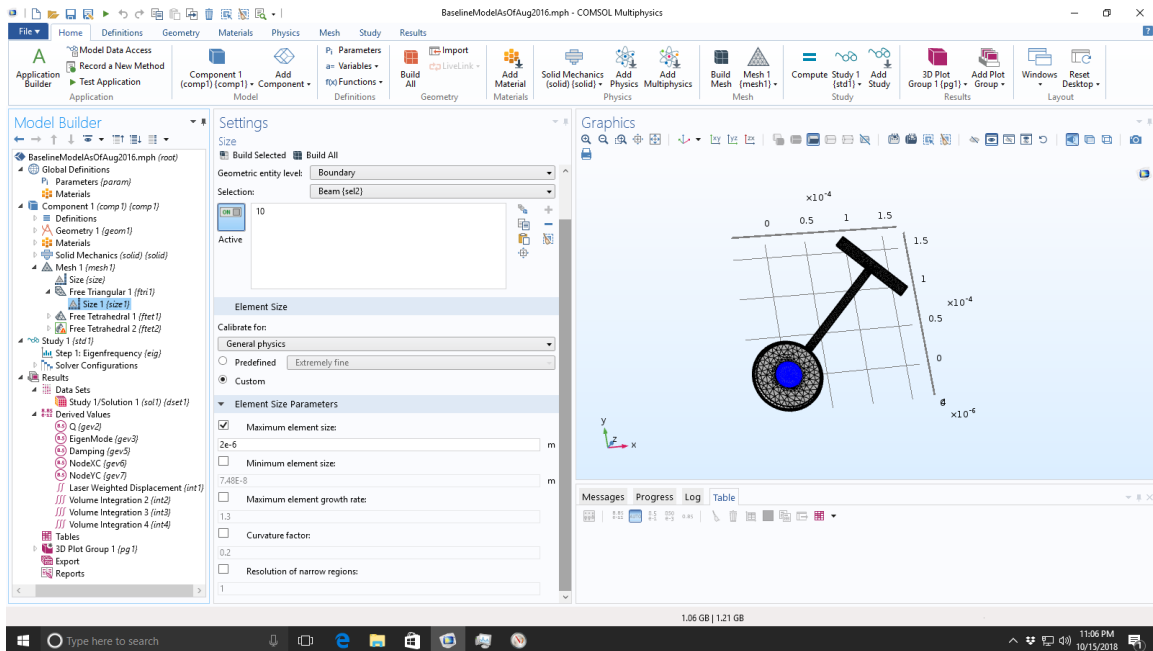 BaselineModelAsOfAug2016.mph - COMSOL Multiphysics
File Home Definitions Geometry Materials Physics Mesh Study Results
Application Builder
Model Data Access
Record a New Method
Test Application
Application
Component 1 (comp1) {comp1}
Add Component
Model
Pi Parameters
a= Variables
f(x) Functions
Definitions
Build All
Import
LiveLink
Geometry
Add Material
Materials
Solid Mechanics (solid) {solid}
Add Physics
Add Multiphysics
Physics
Build Mesh
Mesh 1 {mesh1}
Mesh
Compute
Study 1 {std1}
Add Study
Study
3D Plot Group 1 {pg1}
Add Plot Group
Results
Windows
Reset Desktop
Layout
Model Builder
BaselineModelAsOfAug2016.mph (root)
Global Definitions
Pi Parameters {param}
Materials
Component 1 (comp1) {comp1}
Definitions
Geometry 1 {geom1}
Materials
Solid Mechanics (solid) {solid}
Mesh 1 {mesh1}
Size {size}
Free Triangular 1 {ftri1}
Size 1 {size1}
Free Tetrahedral 1 {ftet1}
Free Tetrahedral 2 {ftet2}
Study 1 {std1}
Step 1: Eigenfrequency {eig}
Solver Configurations
Results
Data Sets
Study 1/Solution 1 (sol1) {dset1}
Derived Values
Q {gev2}
EigenMode {gev3}
Damping {gev5}
NodeXC {gev6}
NodeYC {gev7}
Laser Weighted Displacement {int1}
Volume Integration 2 {int2}
Volume Integration 3 {int3}
Volume Integration 4 {int4}
Tables
3D Plot Group 1 {pg1}
Export
Reports
Settings
Size
Build Selected Build All
Geometric entity level: Boundary
Selection: Beam {sel2}
ON
10
Active
Element Size
Calibrate for:
General physics
Predefined Extremely fine
Custom
Element Size Parameters
Maximum element size:
2e-6 m
Minimum element size:
7.48E-8 m
Maximum element growth rate:
1.3
Curvature factor:
0.2
Resolution of narrow regions:
1
Graphics
×10-4
0 0.5 1 1.5
1.5
1
×10-4
0.5
0
×10-6
y
z
x
Messages Progress Log Table
1.06 GB | 1.21 GB
Type here to search
11:06 PM
10/15/2018